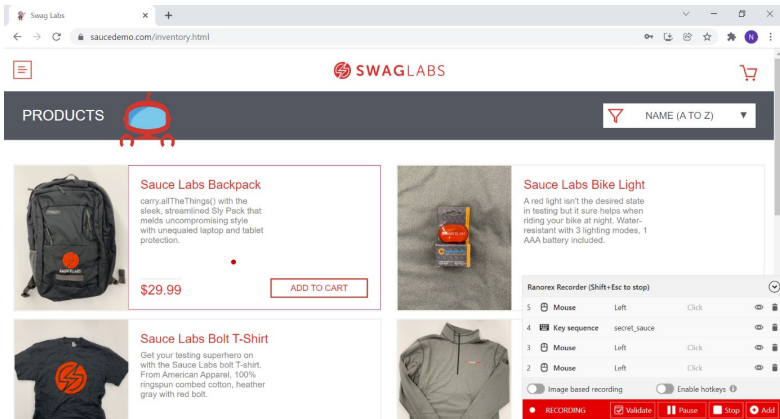 Swag Labs
saucedemo.com/inventory.html
N
SWAGLABS
PRODUCTS
NAME (A TO Z)
Sauce Labs Backpack
carry.allTheThings() with the
sleek, streamlined Sly Pack that
melds uncompromising style
with unequaled laptop and tablet
protection.
$29.99
ADD TO CART
Sauce Labs Bike Light
A red light isn't the desired state
in testing but it sure helps when
riding your bike at night. Water-
resistant with 3 lighting modes, 1
AAA battery included.
Sauce Labs Bolt T-Shirt
Get your testing superhero on
with the Sauce Labs bolt T-shirt.
From American Apparel, 100%
ringspun combed cotton, heather
gray with red bolt.
Ranorex Recorder (Shift+Esc to stop)
5 Mouse Left Click
4 Key sequence secret_sauce
3 Mouse Left Click
2 Mouse Left Click
Image based recording Enable hotkeys
RECORDING Validate Pause Stop Add